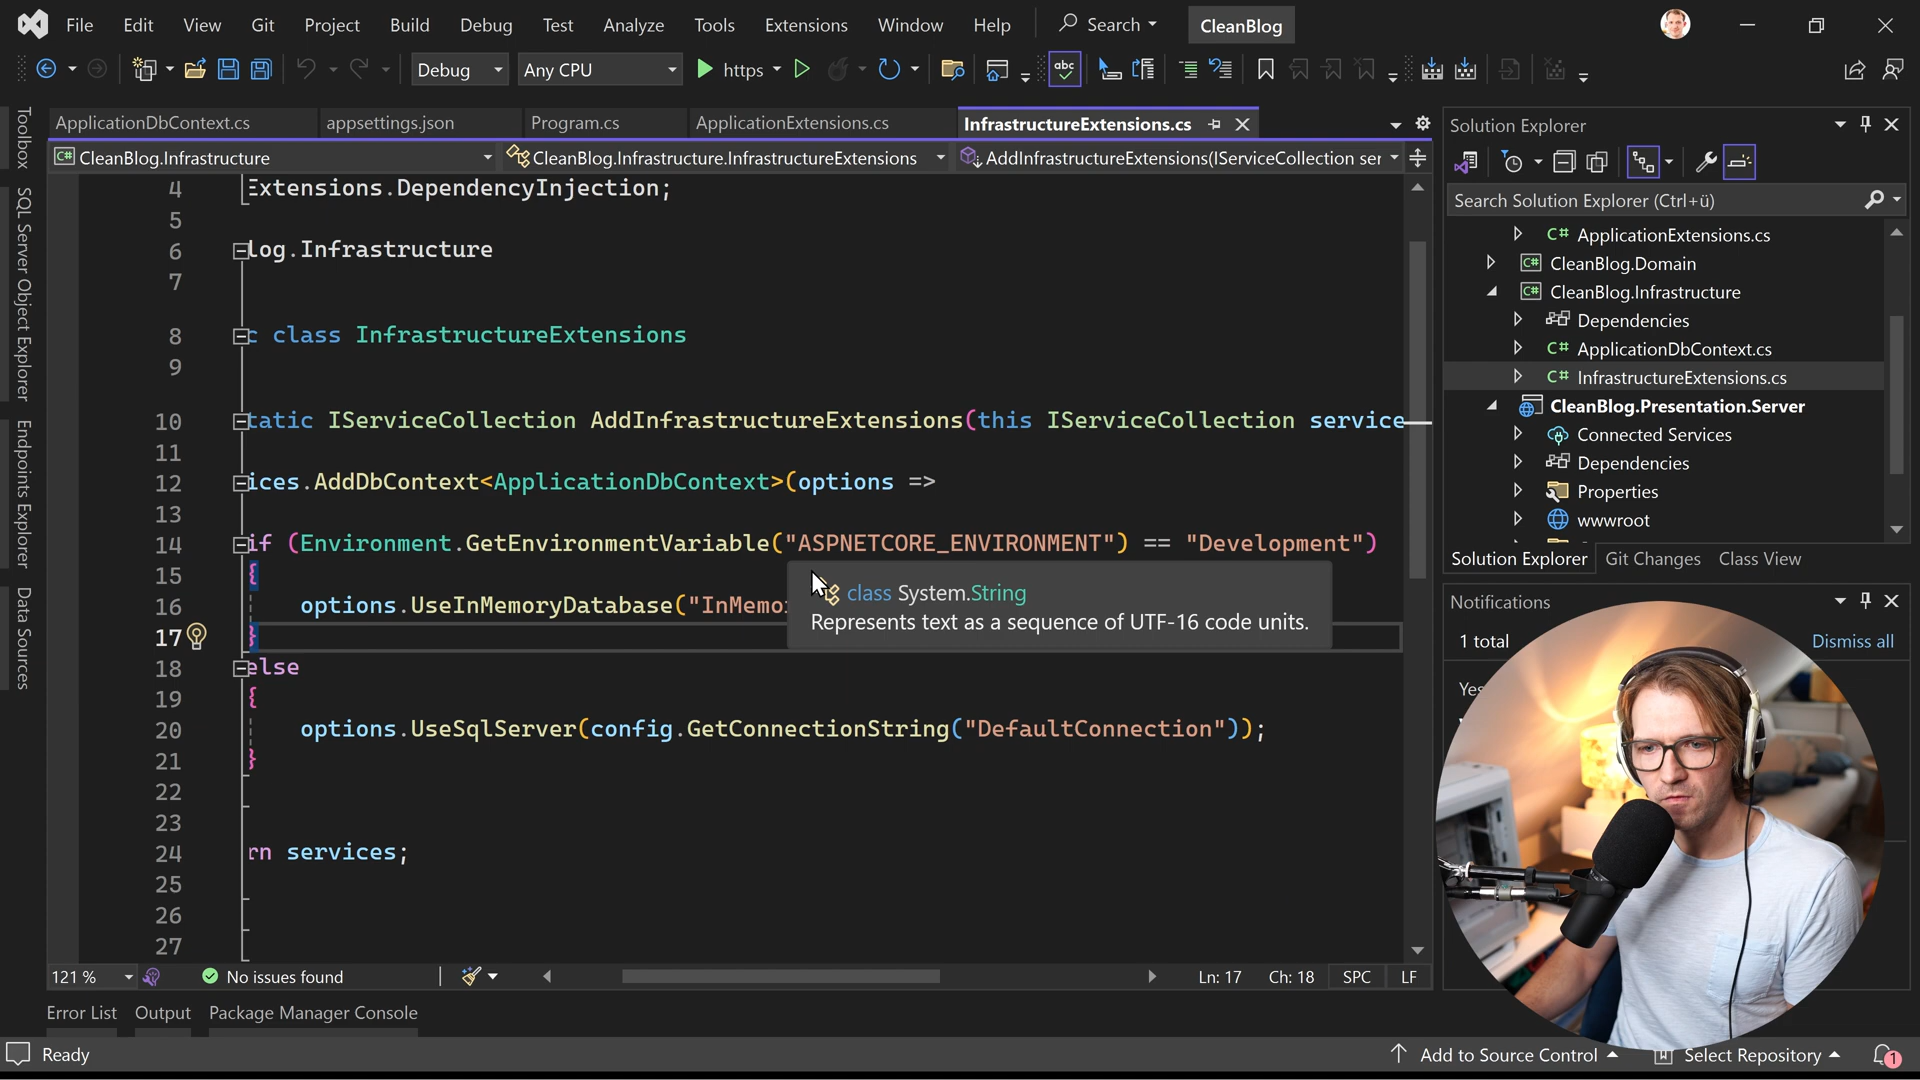 File Edit View Git Project Build Debug Test Analyze Tools Extensions Window Help Search CleanBlog
Debug Any CPU https
ApplicationDbContext.cs appsettings.json Program.cs ApplicationExtensions.cs InfrastructureExtensions.cs
CleanBlog.Infrastructure CleanBlog.Infrastructure.InfrastructureExtensions AddInfrastructureExtensions(IServiceCollection ser
Toolbox
SQL Server Object Explorer
Endpoints Explorer
Data Sources
4 Extensions.DependencyInjection;
5
6 log.Infrastructure
7
8 c class InfrastructureExtensions
9
10 tatic IServiceCollection AddInfrastructureExtensions(this IServiceCollection service
11
12 ices.AddDbContext<ApplicationDbContext>(options =>
13
14 if (Environment.GetEnvironmentVariable("ASPNETCORE_ENVIRONMENT") == "Development")
15 {
16 options.UseInMemoryDatabase("InMemo
17 }
18 else
19 {
20 options.UseSqlServer(config.GetConnectionString("DefaultConnection"));
21 }
22
23
24 rn services;
25
26
27
class System.String
Represents text as a sequence of UTF-16 code units.
121 % No issues found Ln: 17 Ch: 18 SPC LF
Error List Output Package Manager Console
Ready Add to Source Control Select Repository 1
Solution Explorer
Search Solution Explorer (Ctrl+ü)
C# ApplicationExtensions.cs
C# CleanBlog.Domain
C# CleanBlog.Infrastructure
Dependencies
C# ApplicationDbContext.cs
C# InfrastructureExtensions.cs
CleanBlog.Presentation.Server
Connected Services
Dependencies
Properties
wwwroot
Solution Explorer Git Changes Class View
Notifications
1 total Dismiss all
Yes